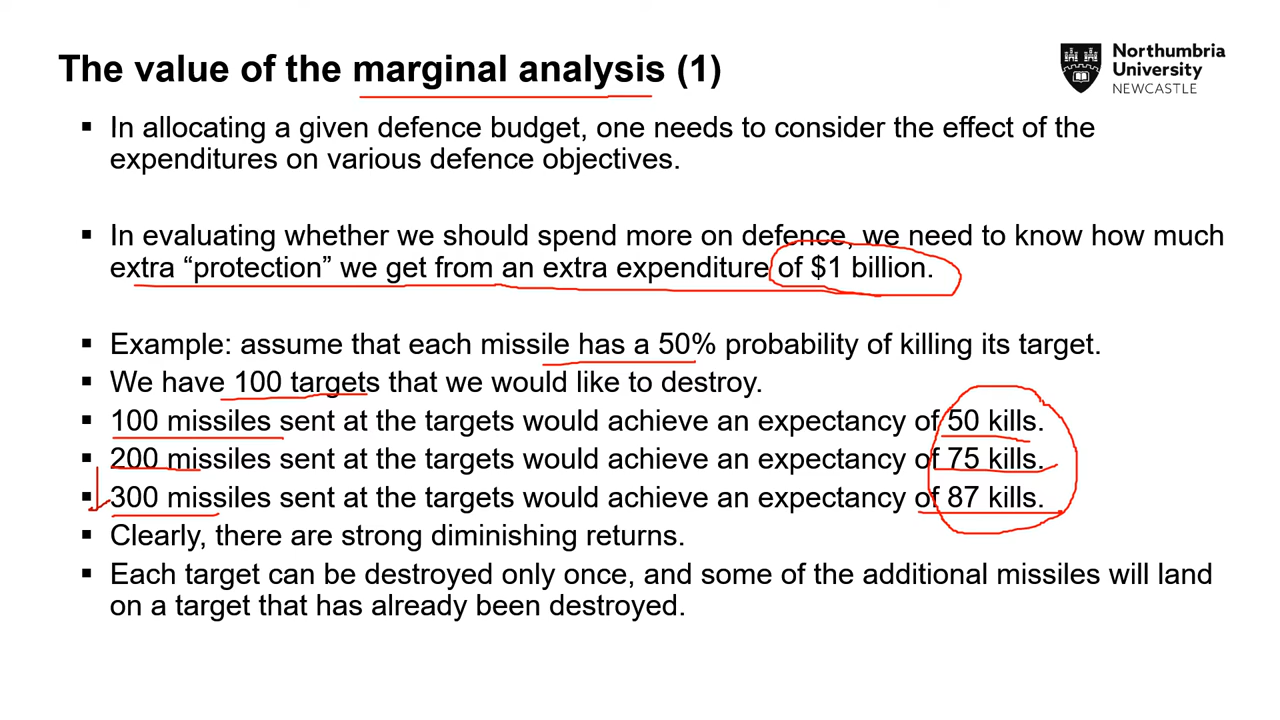 The value of the marginal analysis (1)
Northumbria
University
NEWCASTLE
▪ In allocating a given defence budget, one needs to consider the effect of the
expenditures on various defence objectives.
▪ In evaluating whether we should spend more on defence, we need to know how much
extra “protection” we get from an extra expenditure of $1 billion.
▪ Example: assume that each missile has a 50% probability of killing its target.
▪ We have 100 targets that we would like to destroy.
▪ 100 missiles sent at the targets would achieve an expectancy of 50 kills.
▪ 200 missiles sent at the targets would achieve an expectancy of 75 kills.
▪ 300 missiles sent at the targets would achieve an expectancy of 87 kills.
▪ Clearly, there are strong diminishing returns.
▪ Each target can be destroyed only once, and some of the additional missiles will land
on a target that has already been destroyed.